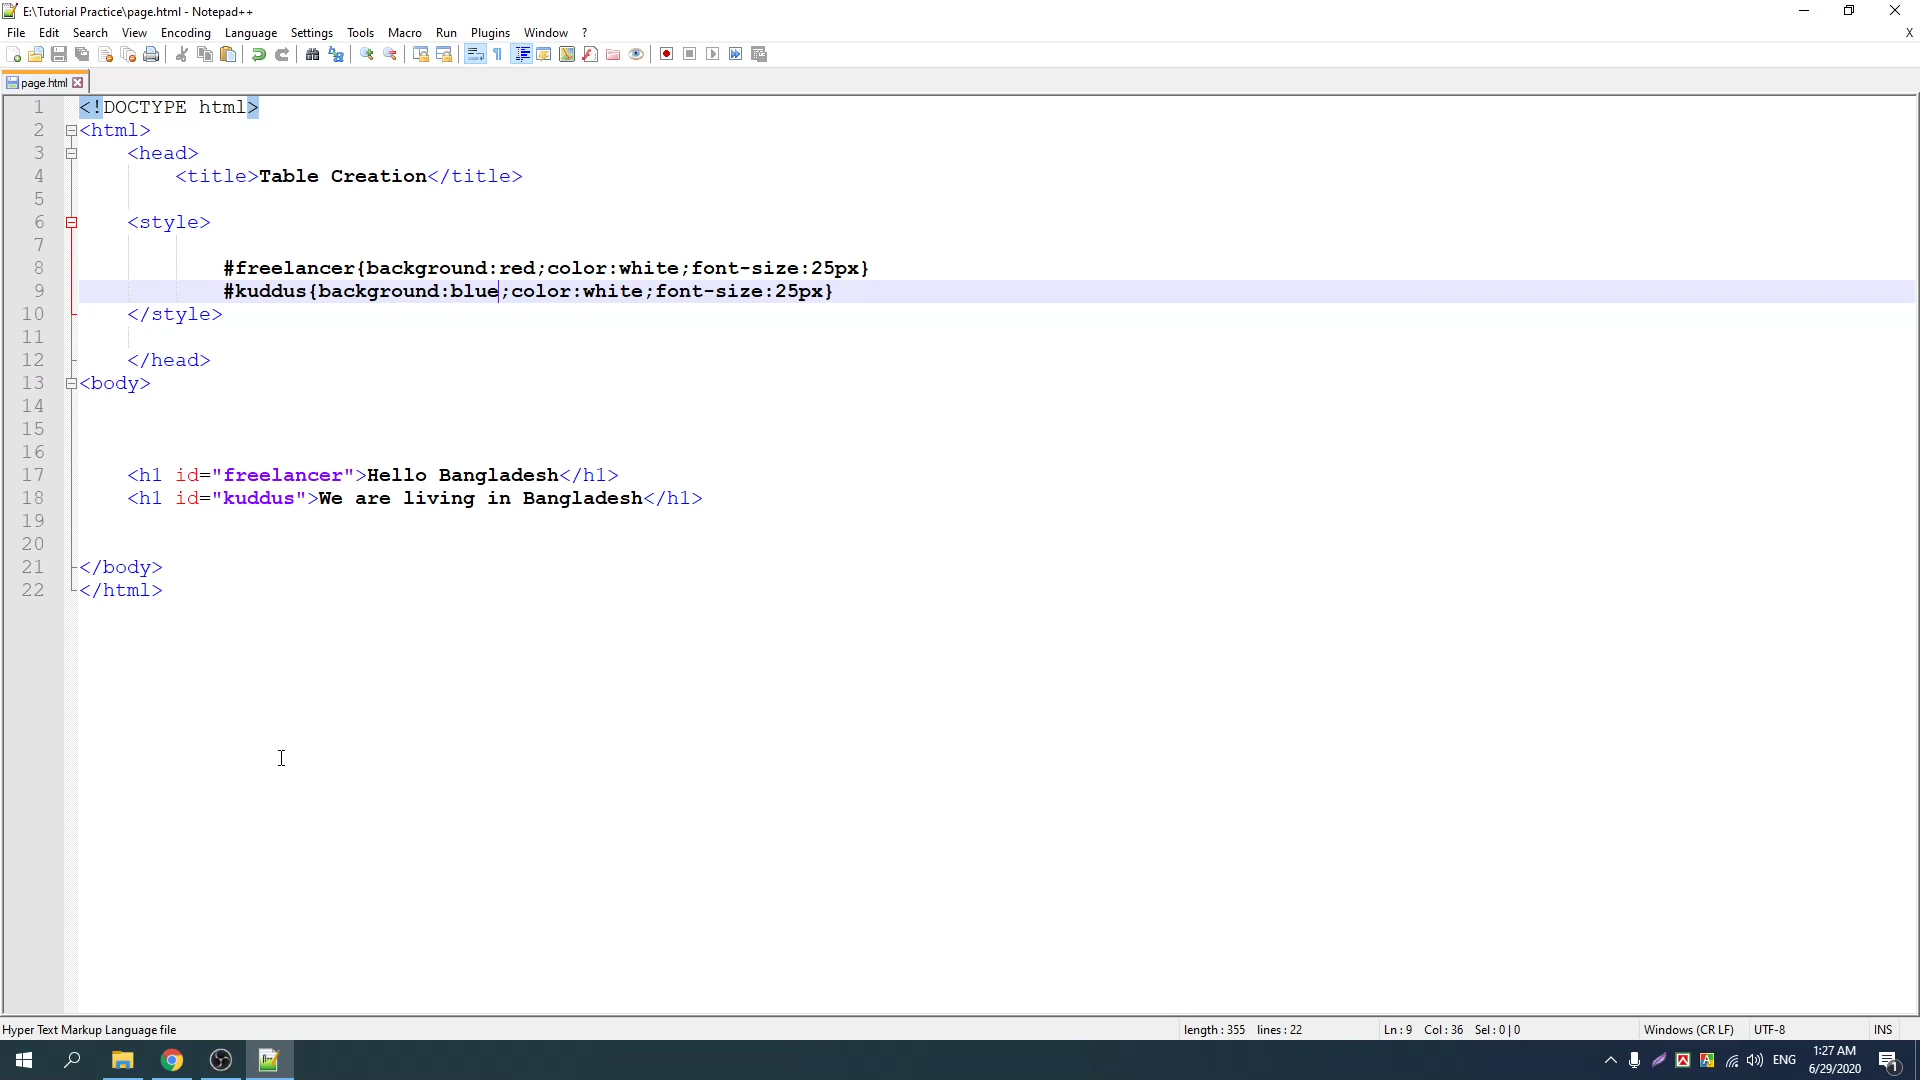 E:\Tutorial Practice\page.html - Notepad++
File Edit Search View Encoding Language Settings Tools Macro Run Plugins Window ? X
page.html
1 <!DOCTYPE html>
2 <html>
3 <head>
4 <title>Table Creation</title>
5
6 <style>
7
8 #freelancer{background:red;color:white;font-size:25px}
9 #kuddus{background:blue;color:white;font-size:25px}
10 </style>
11
12 </head>
13 <body>
14
15
16
17 <h1 id="freelancer">Hello Bangladesh</h1>
18 <h1 id="kuddus">We are living in Bangladesh</h1>
19
20
21 </body>
22 </html>
Hyper Text Markup Language file length : 355 lines : 22 Ln : 9 Col : 36 Sel : 0 | 0 Windows (CR LF) UTF-8 INS
ENG 1:27 AM
6/29/2020 1